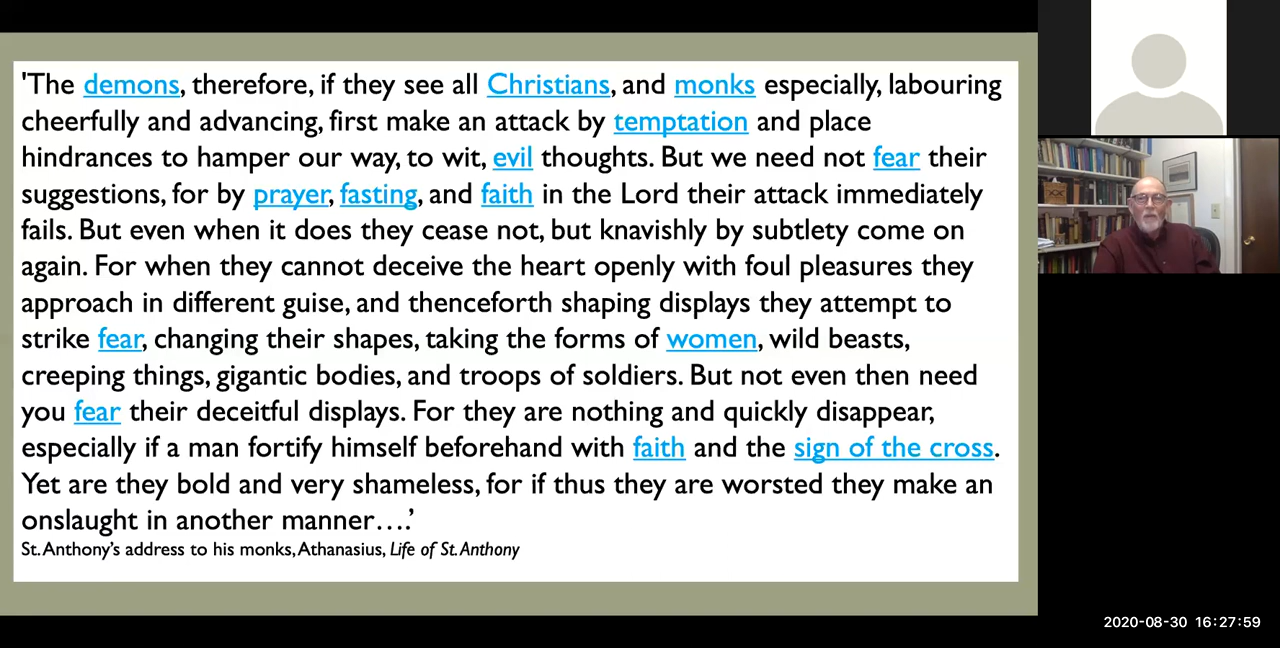 'The demons, therefore, if they see all Christians, and monks especially, labouring
cheerfully and advancing, first make an attack by temptation and place
hindrances to hamper our way, to wit, evil thoughts. But we need not fear their
suggestions, for by prayer, fasting, and faith in the Lord their attack immediately
fails. But even when it does they cease not, but knavishly by subtlety come on
again. For when they cannot deceive the heart openly with foul pleasures they
approach in different guise, and thenceforth shaping displays they attempt to
strike fear, changing their shapes, taking the forms of women, wild beasts,
creeping things, gigantic bodies, and troops of soldiers. But not even then need
you fear their deceitful displays. For they are nothing and quickly disappear,
especially if a man fortify himself beforehand with faith and the sign of the cross.
Yet are they bold and very shameless, for if thus they are worsted they make an
onslaught in another manner….'
St. Anthony's address to his monks, Athanasius, Life of St. Anthony
2020-08-30 16:27:59